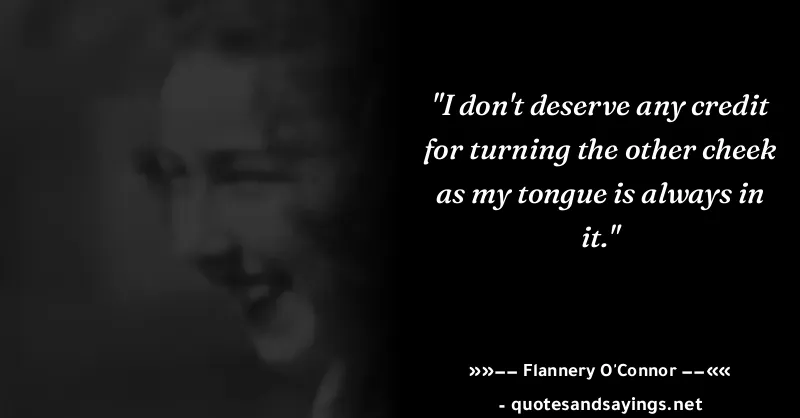 "I don't deserve any credit
for turning the other cheek
as my tongue is always in
it."
»»−− Flannery O'Connor −−««
- quotesandsayings.net